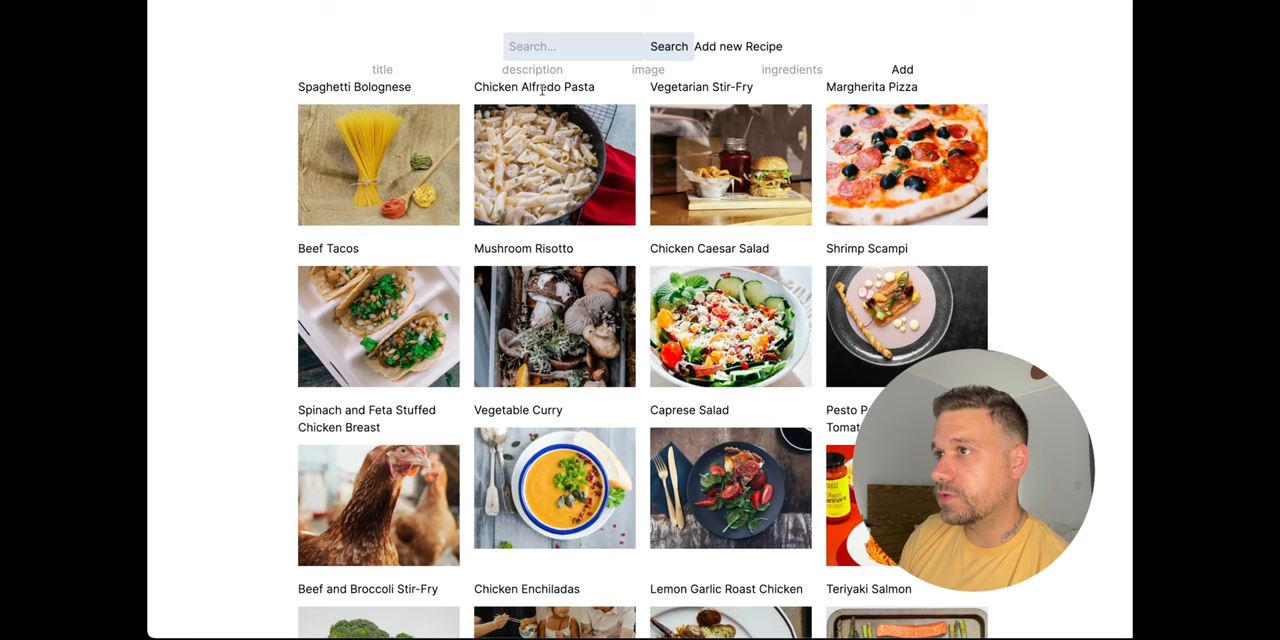 Search... Search Add new Recipe
title description image ingredients Add
Spaghetti Bolognese Chicken Alfredo Pasta Vegetarian Stir-Fry Margherita Pizza
Beef Tacos Mushroom Risotto Chicken Caesar Salad Shrimp Scampi
Spinach and Feta Stuffed
Chicken Breast
Vegetable Curry Caprese Salad Pesto
Beef and Broccoli Stir-Fry Chicken Enchiladas Lemon Garlic Roast Chicken Teriyaki Salmon